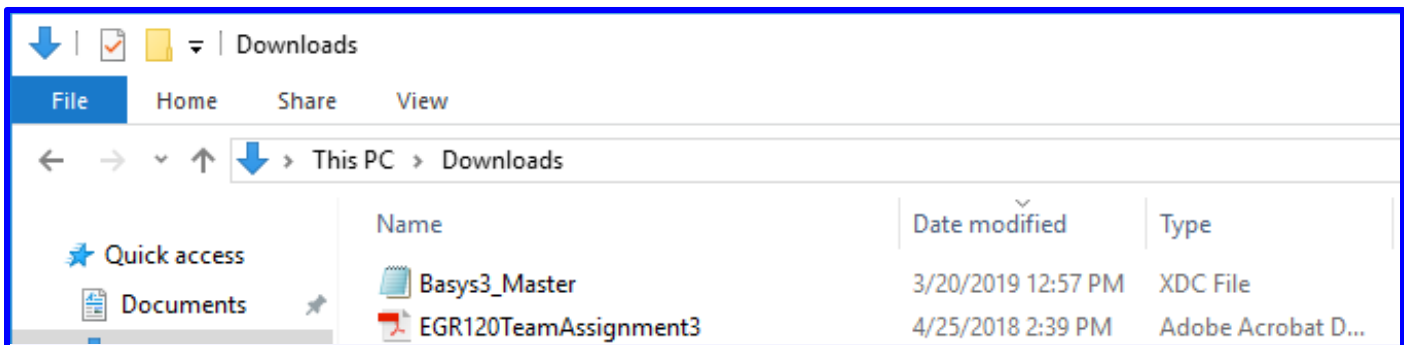 Downloads
File Home Share View
This PC > Downloads
Name Date modified Type
Quick access
Basys3_Master 3/20/2019 12:57 PM XDC File
Documents
EGR120TeamAssignment3 4/25/2018 2:39 PM Adobe Acrobat D...